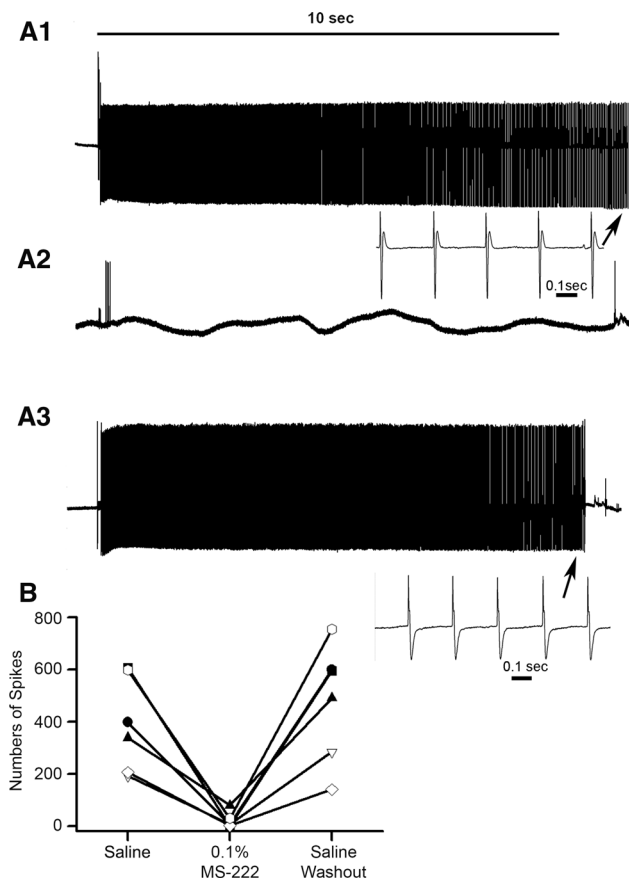 10 sec
A1
A2
0.1sec
A3
0.1 sec
B
Numbers of Spikes
800
600
400
200
0
Saline
0.1%
MS-222
Saline
Washout